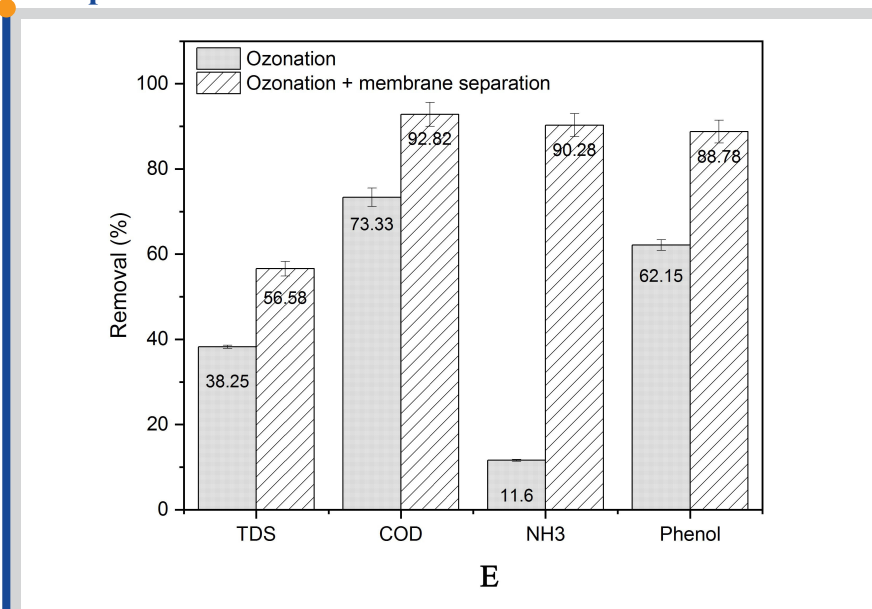 Ozonation
Ozonation + membrane separation
Removal (%)
100
80
60
40
20
0
38.25
56.58
73.33
92.82
11.6
90.28
62.15
88.78
TDS COD NH3 Phenol
E